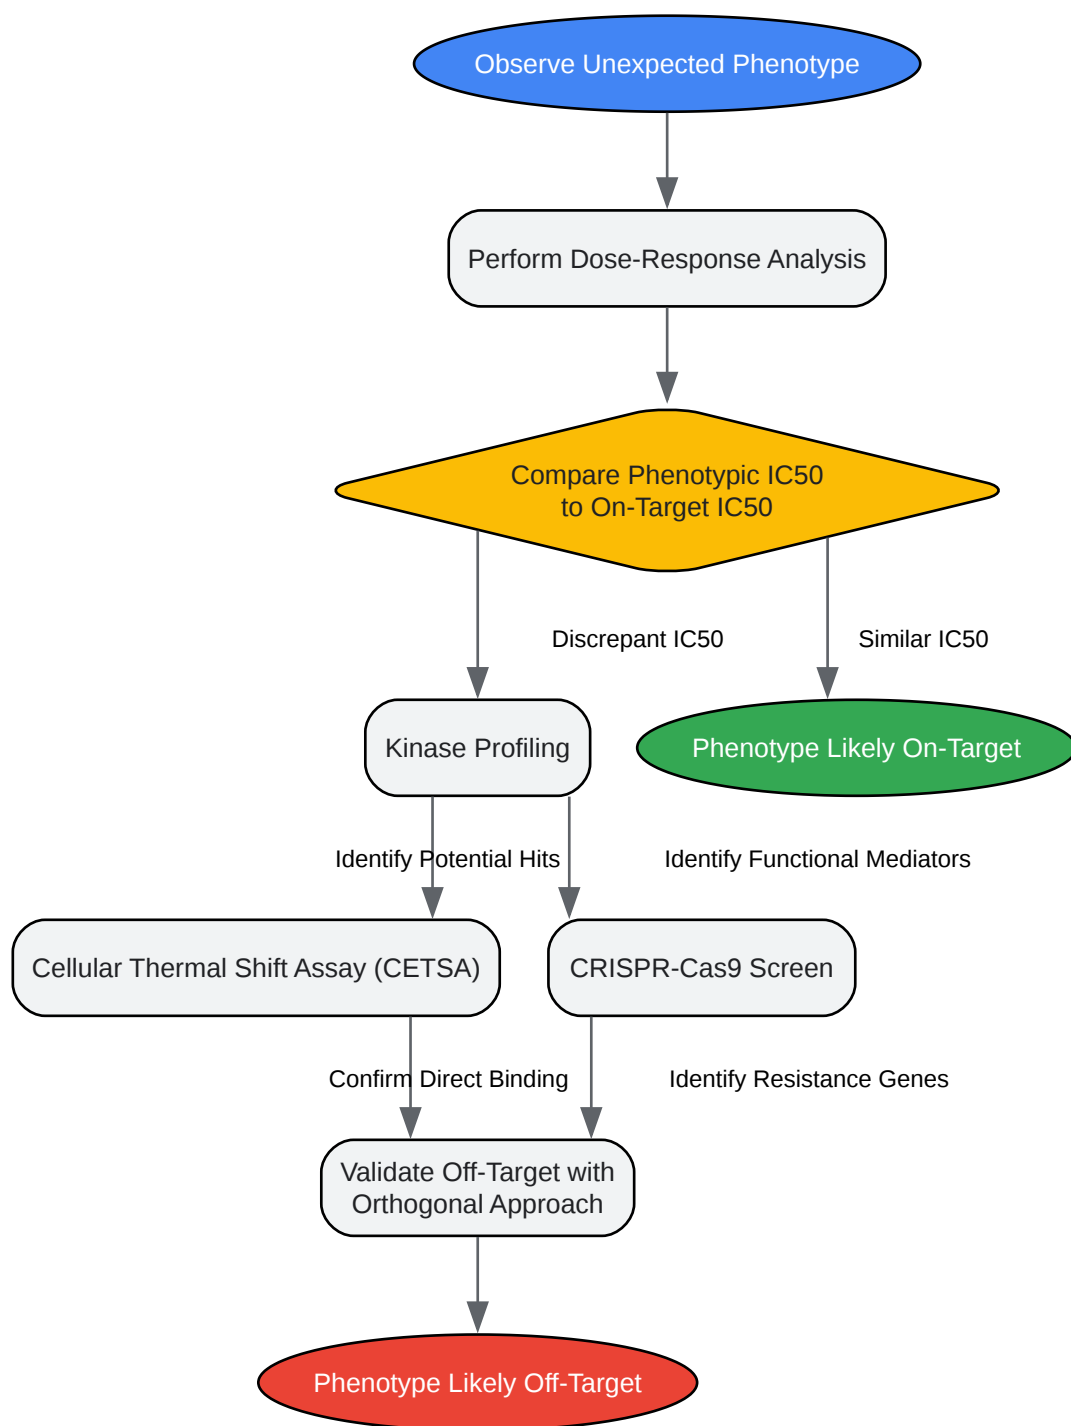 Observe Unexpected Phenotype
Perform Dose-Response Analysis
Compare Phenotypic IC50
to On-Target IC50
Discrepant IC50
Similar IC50
Kinase Profiling
Phenotype Likely On-Target
Identify Potential Hits
Identify Functional Mediators
Cellular Thermal Shift Assay (CETSA)
CRISPR-Cas9 Screen
Confirm Direct Binding
Identify Resistance Genes
Validate Off-Target with
Orthogonal Approach
Phenotype Likely Off-Target